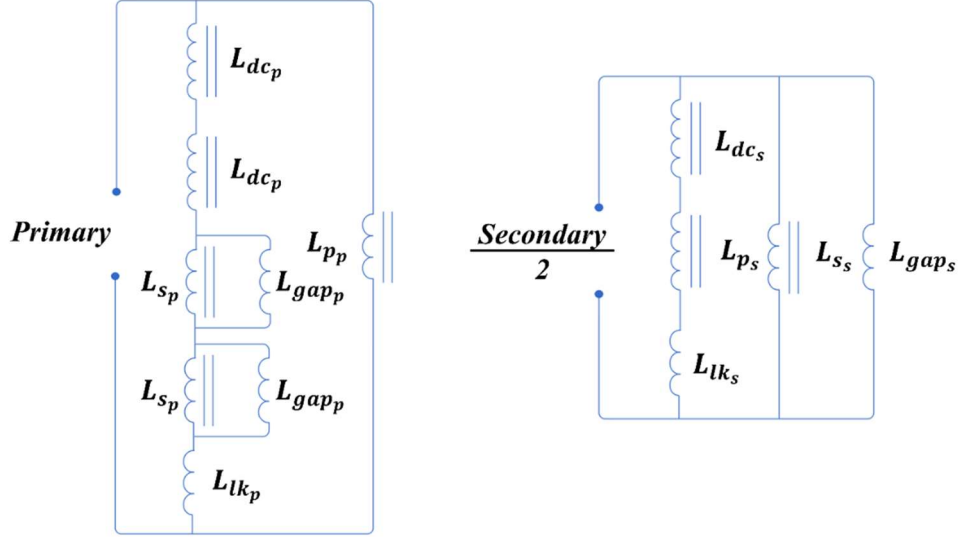 L_{dc_p}
L_{dc_p}
Primary
L_{p_p}
L_{s_p}
L_{gap_p}
L_{s_p}
L_{gap_p}
L_{lk_p}
Secondary
2
L_{dc_s}
L_{p_s}
L_{s_s}
L_{gap_s}
L_{lk_s}